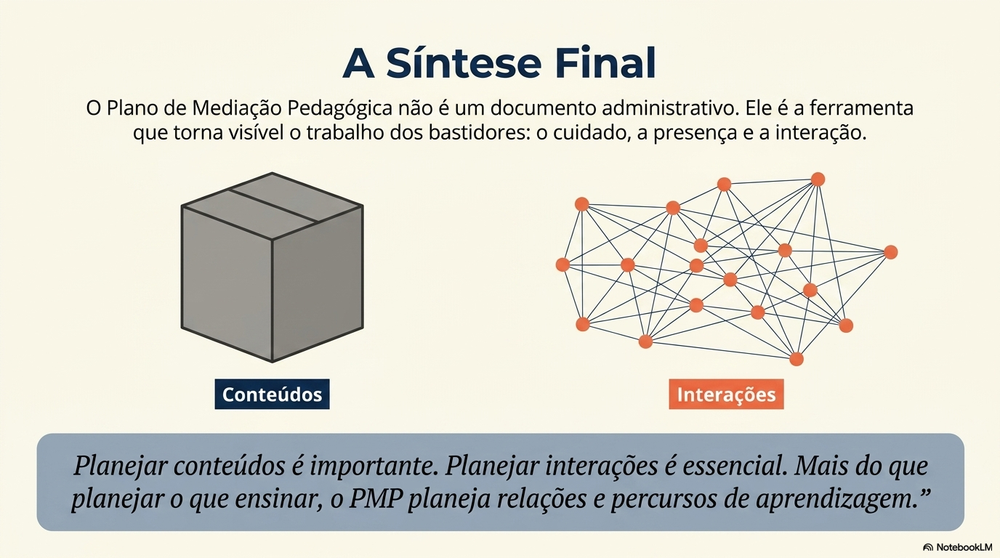 A Síntese Final
O Plano de Mediação Pedagógica não é um documento administrativo. Ele é a ferramenta
que torna visível o trabalho dos bastidores: o cuidado, a presença e a interação.
Conteúdos
Interações
Planejar conteúdos é importante. Planejar interações é essencial. Mais do que
planejar o que ensinar, o PMP planeja relações e percursos de aprendizagem.”
NotebookLM